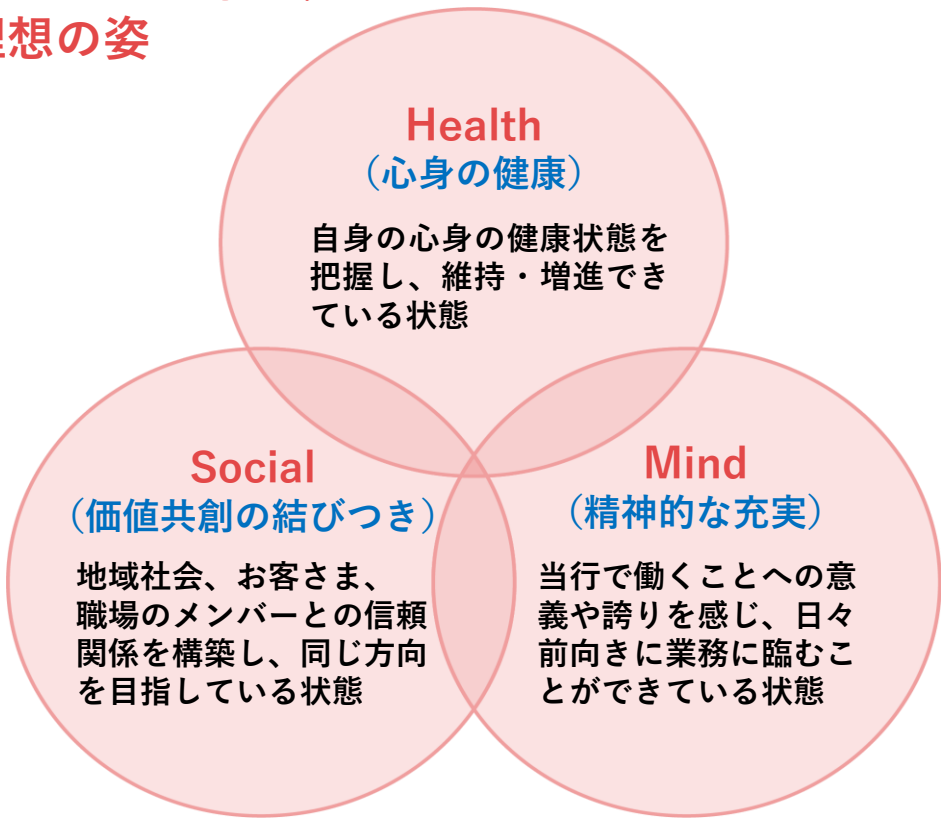 理想の姿
Health
（心身の健康）
自身の心身の健康状態を
把握し、維持・増進でき
ている状態
Social
（価値共創の結びつき）
地域社会、お客さま、
職場のメンバーとの信頼
関係を構築し、同じ方向
を目指している状態
Mind
（精神的な充実）
当行で働くことへの意
義や誇りを感じ、日々
前向きに業務に臨むこ
とができている状態